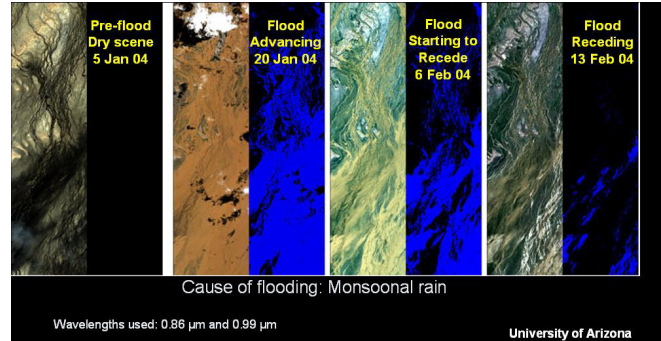 Pre-flood
Dry scene
5 Jan 04
Flood
Advancing
20 Jan 04
Flood
Starting to
Recede
6 Feb 04
Flood
Receding
13 Feb 04
Cause of flooding: Monsoonal rain
Wavelengths used: 0.86 µm and 0.99 µm
University of Arizona